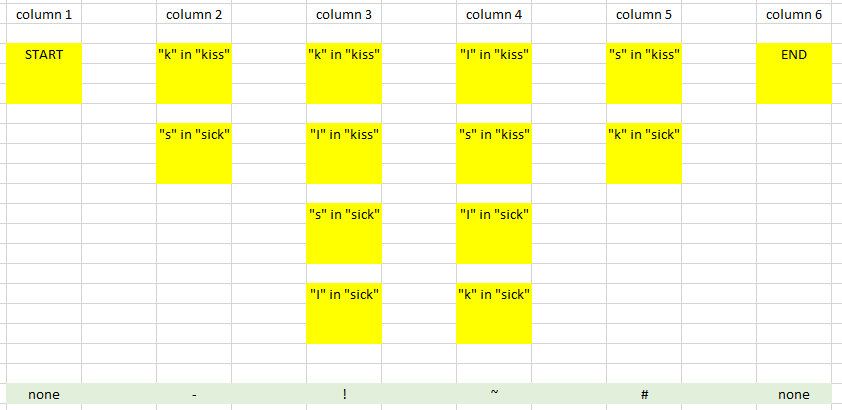 column 1 column 2 column 3 column 4 column 5 column 6
START "k" in "kiss" "k" in "kiss" "I" in "kiss" "s" in "kiss" END
"s" in "sick" "I" in "kiss" "s" in "kiss" "k" in "sick"
"s" in "sick" "I" in "sick"
"I" in "sick" "k" in "sick"
none - ! ~ # none